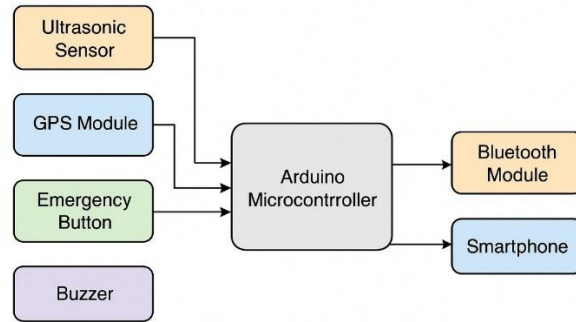 Ultrasonic
Sensor
GPS Module
Emergency
Button
Buzzer
Arduino
Microcontrroller
Bluetooth
Module
Smartphone